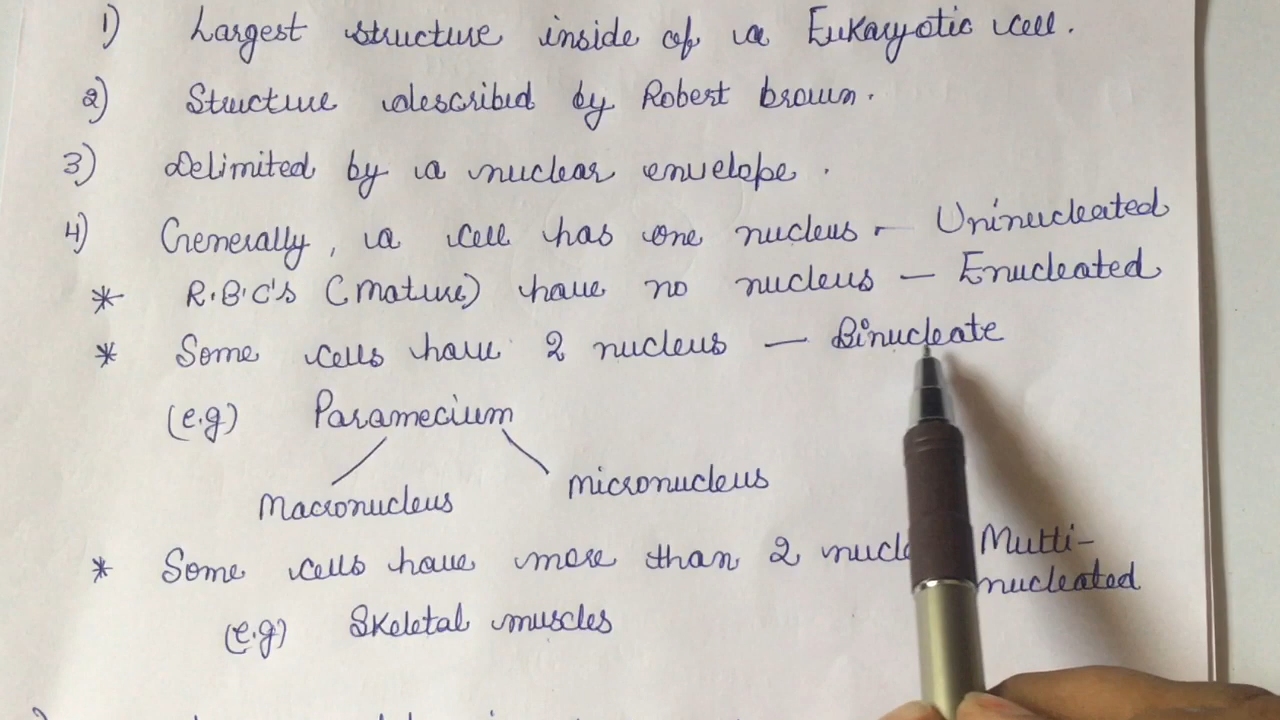 1) Largest structure inside of a Eukaryotic cell.
2) Structure described by Robert brown.
3) Delimited by a nuclear envelope.
4) Generally, a cell has one nucleus - Uninucleated
* R.B.C's (mature) have no nucleus - Enucleated
* Some cells have 2 nucleus - Binucleate
(e.g) Paramecium
Macronucleus micronucleus
* Some cells have more than 2 Multi-
nucleated
(e.g) Skeletal muscles